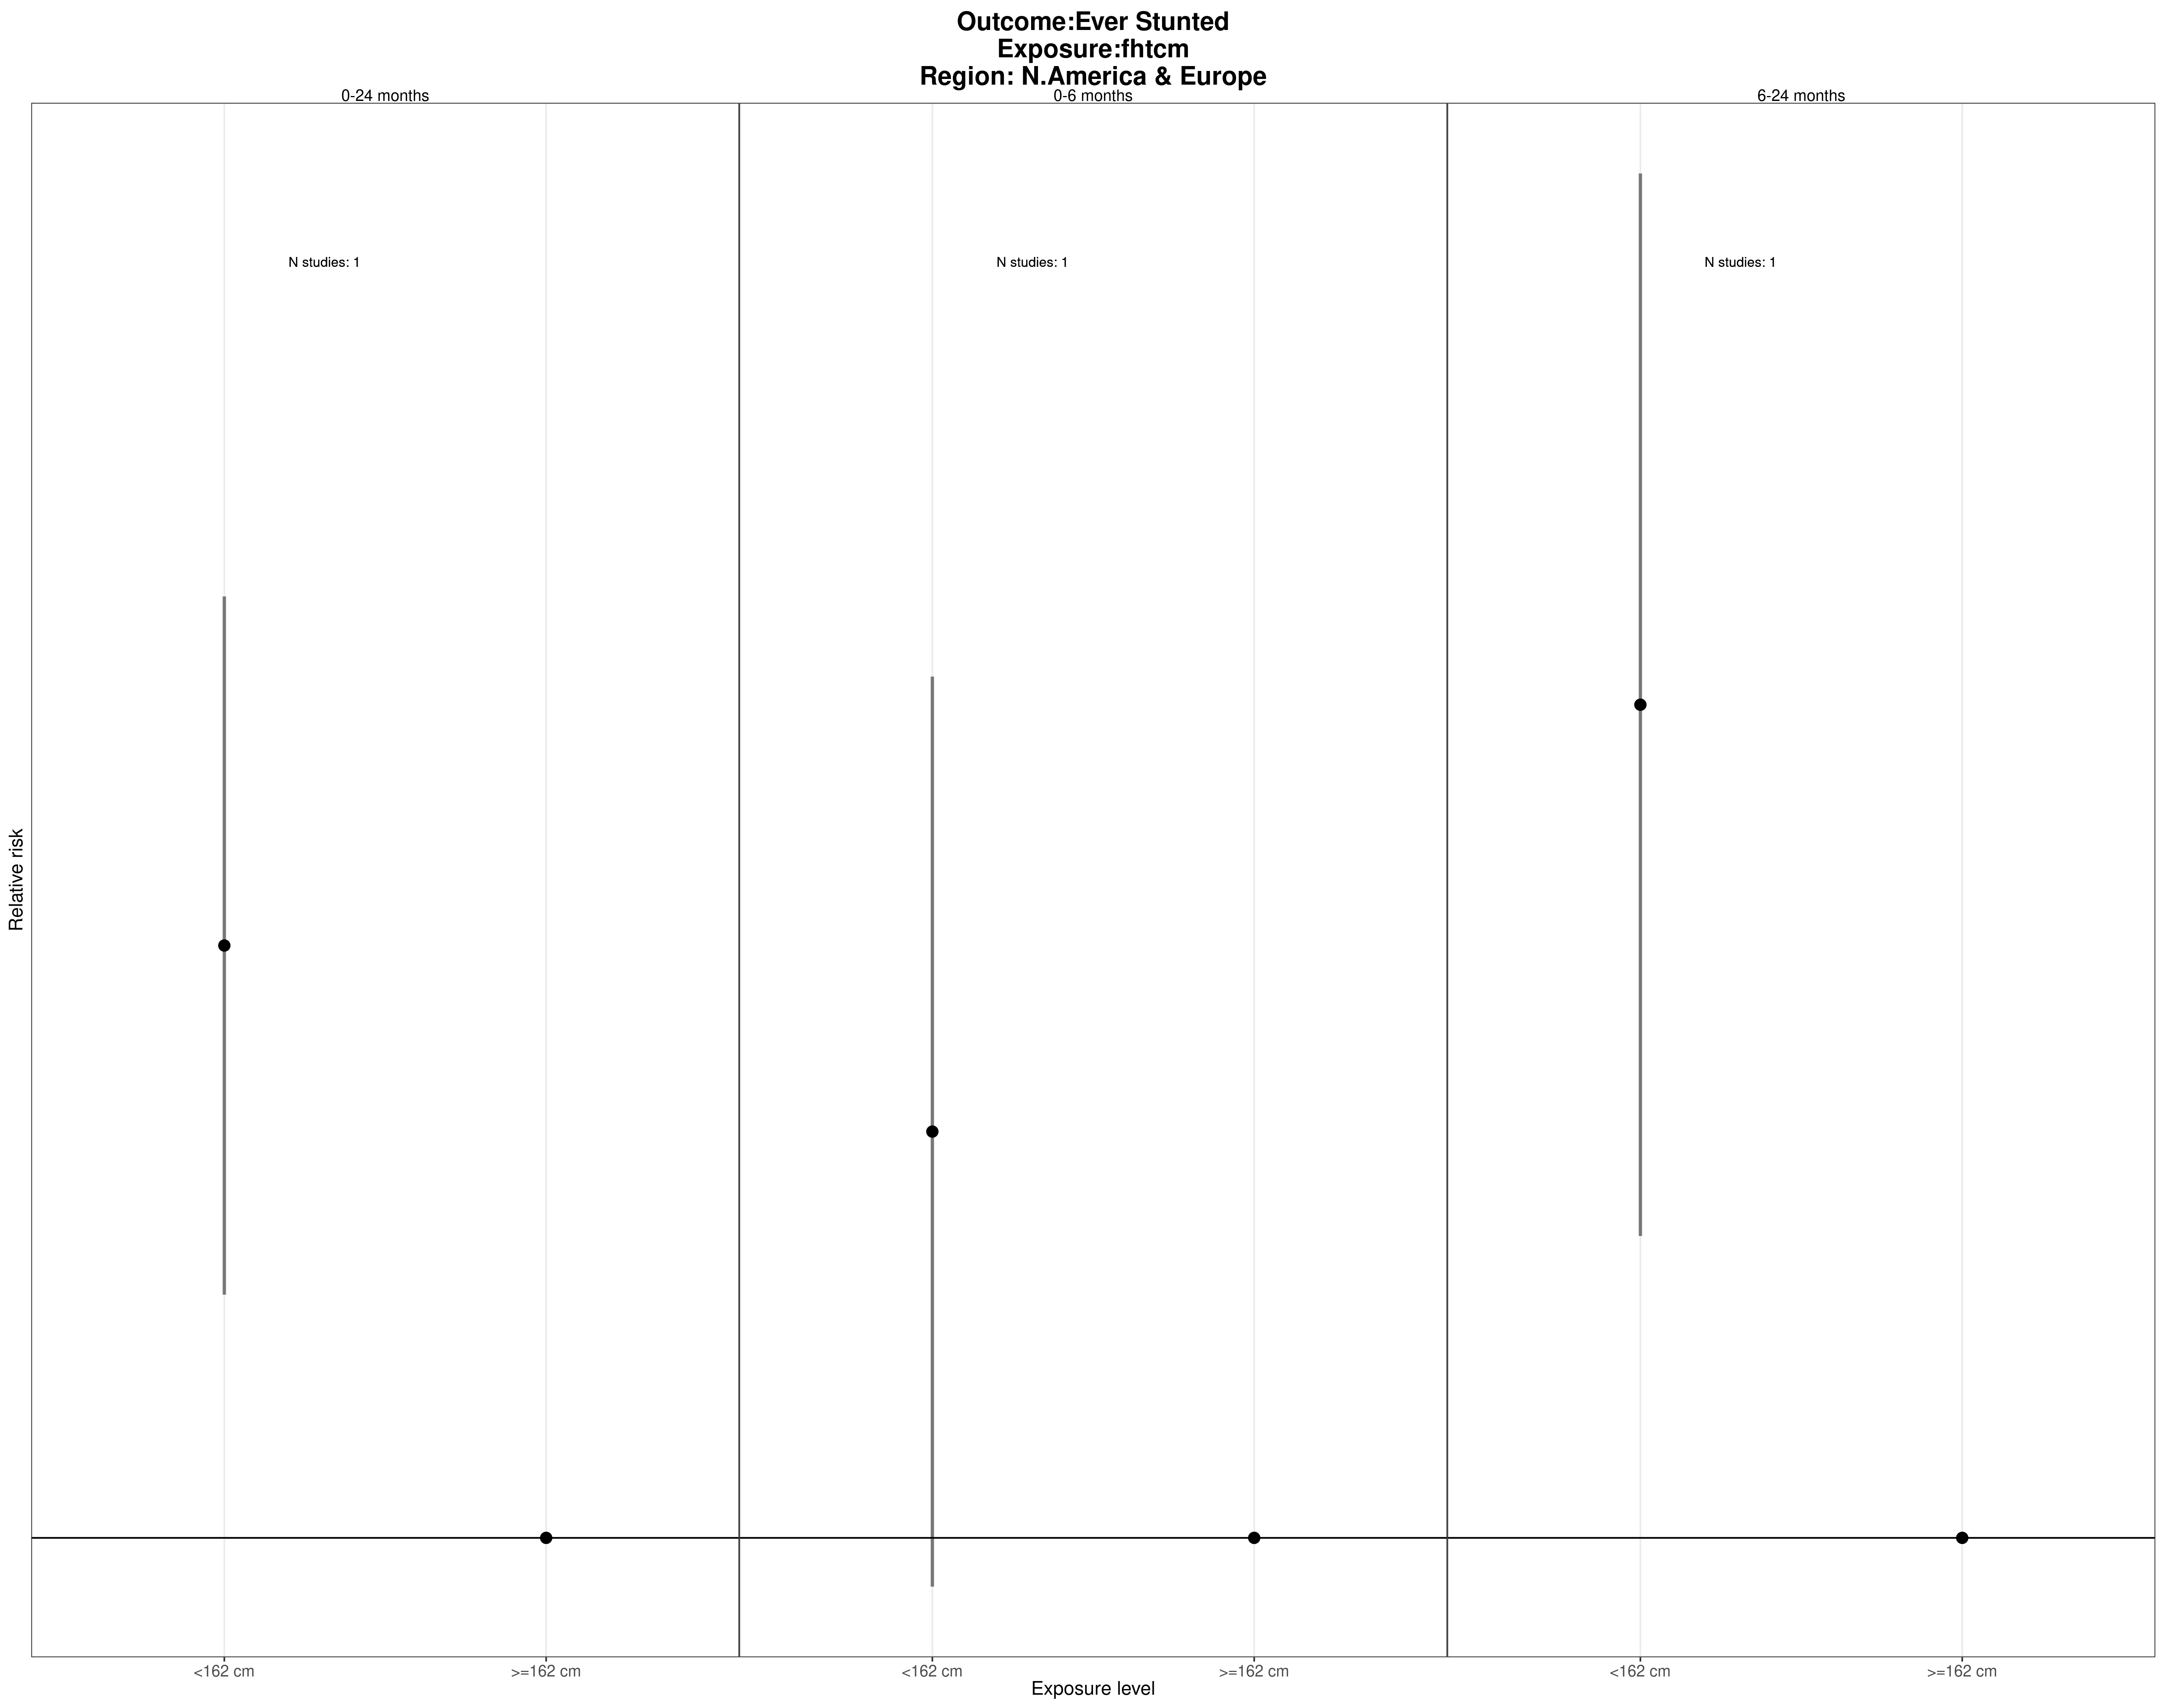 Outcome:Ever Stunted
Exposure:fhtcm
Region: N.America & Europe
0-24 months
0-6 months
6-24 months
N studies: 1
N studies: 1
N studies: 1
Relative risk
<162 cm
>=162 cm
<162 cm
>=162 cm
<162 cm
>=162 cm
Exposure level